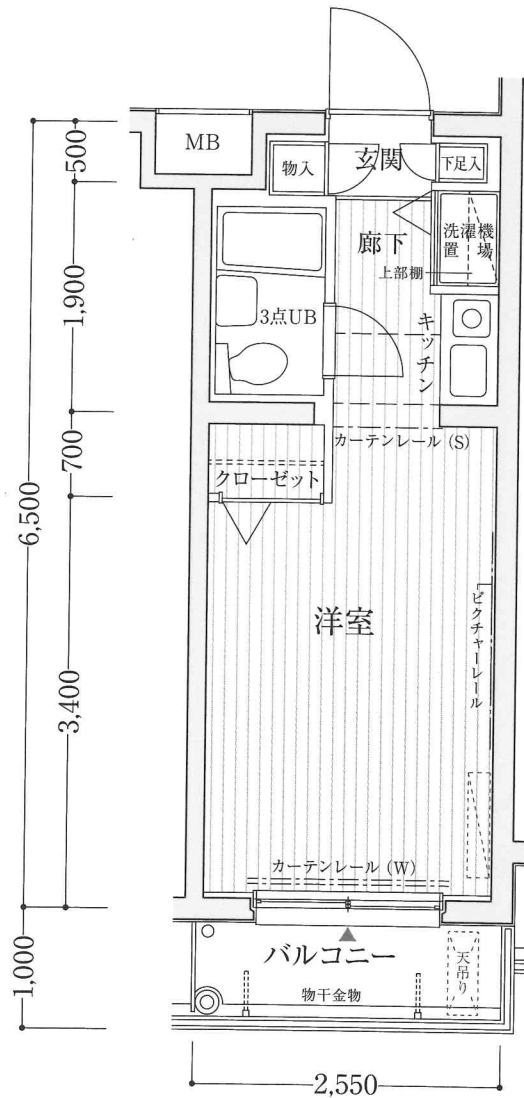 MB
物入
玄関
下足入
廊下
洗濯機
置場
上部棚
3点UB
キッチン
カーテンレール (S)
クローゼット
洋室
ピクチャーレール
カーテンレール (W)
バルコニー
天吊り
物干金物
500
1,900
700
3,400
6,500
1,000
2,550